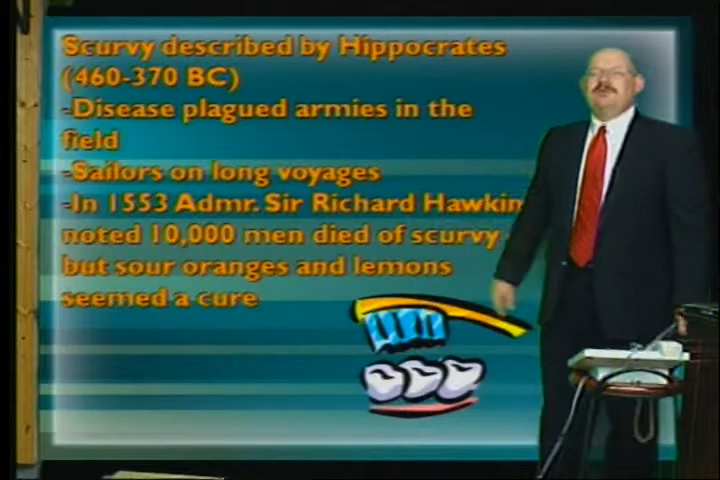 Scurvy described by Hippocrates
(460-370 BC)
-Disease plagued armies in the
field
-Sailors on long voyages
-In 1553 Admr. Sir Richard Hawkin
noted 10,000 men died of scurvy
but sour oranges and lemons
seemed a cure